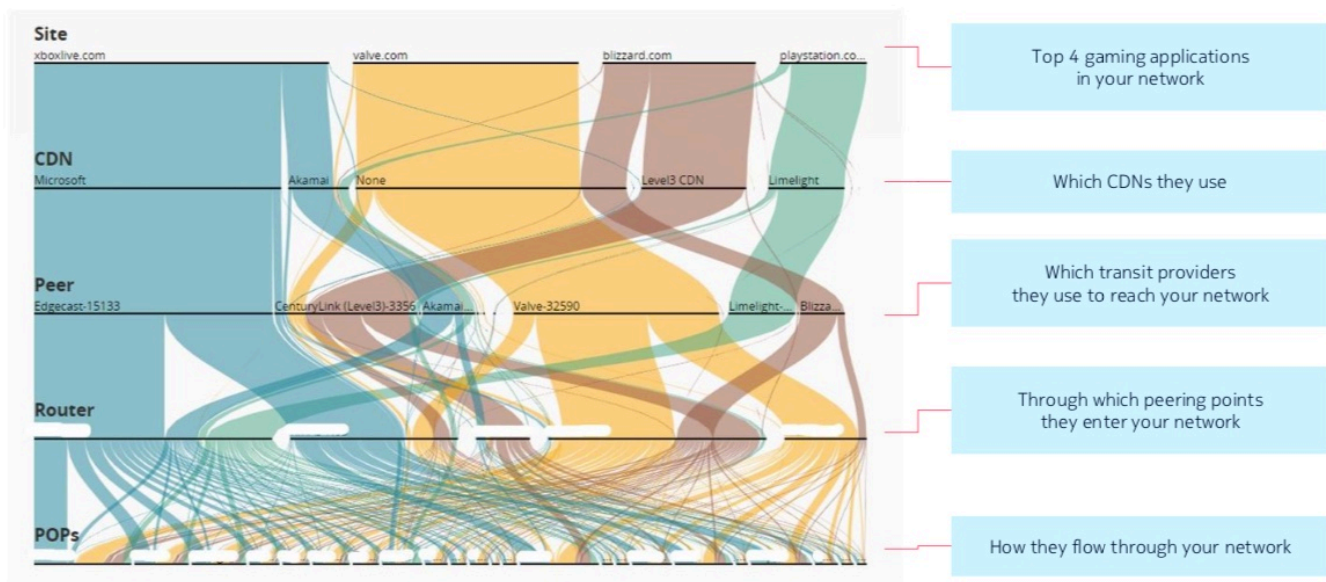 Site
xboxlive.com
valve.com
blizzard.com
playstation.co...
Top 4 gaming applications
in your network
CDN
Microsoft
Akamai
None
Level3 CDN
Limelight
Which CDNs they use
Peer
Edgecast-15133
CenturyLink (Level3)-3356
Akamai...
Valve-32590
Limelight-...
Blizza...
Which transit providers
they use to reach your network
Router
Through which peering points
they enter your network
POPs
How they flow through your network